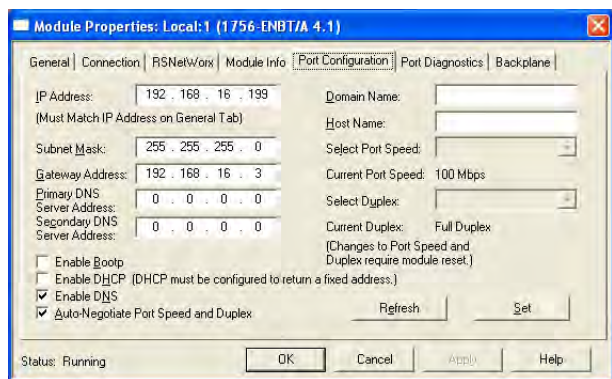 Module Properties: Local:1 (1756-ENBT/A 4.1)
General | Connection | RSNetWorx | Module Info | Port Configuration | Port Diagnostics | Backplane
IP Address: 192 . 168 . 16 . 199
(Must Match IP Address on General Tab)
Subnet Mask: 255 . 255 . 255 . 0
Gateway Address: 192 . 168 . 16 . 3
Primary DNS
Server Address: 0 . 0 . 0 . 0
Secondary DNS
Server Address: 0 . 0 . 0 . 0
Enable Bootp
Enable DHCP (DHCP must be configured to return a fixed address.)
Enable DNS
Auto-Negotiate Port Speed and Duplex
Domain Name:
Host Name:
Select Port Speed:
Current Port Speed: 100 Mbps
Select Duplex:
Current Duplex: Full Duplex
(Changes to Port Speed and
Duplex require module reset.)
Refresh
Set
Status: Running
OK
Cancel
Apply
Help